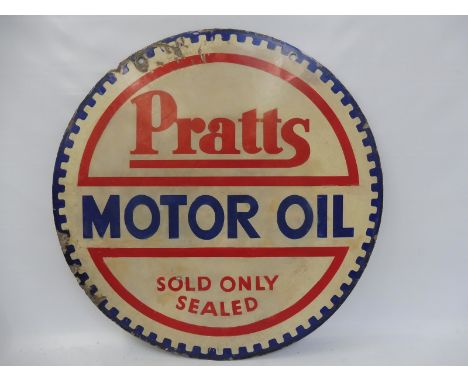 Pratts
MOTOR OIL
SOLD ONLY
SEALED